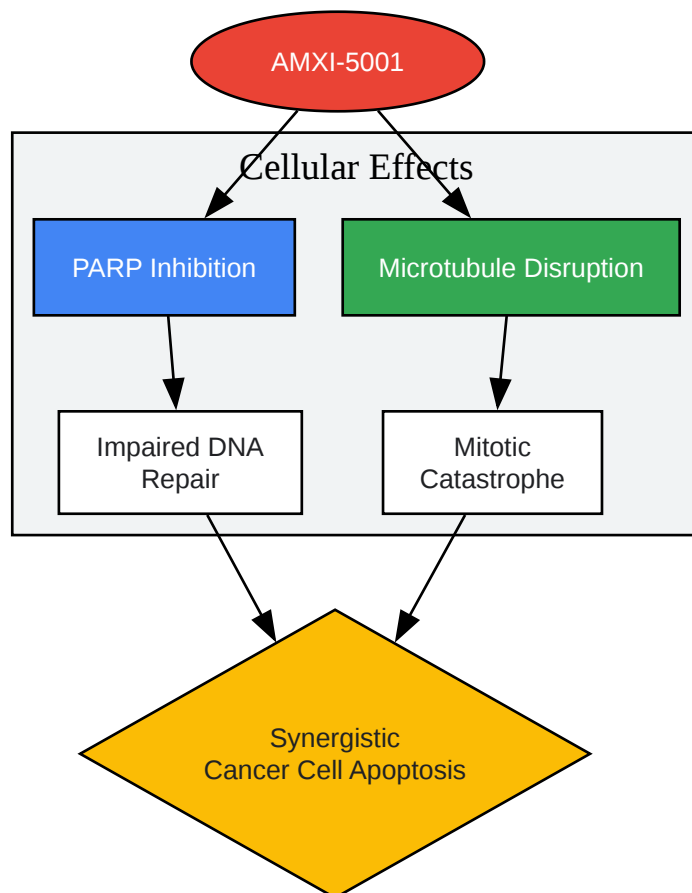 AMXI-5001
Cellular Effects
PARP Inhibition
Microtubule Disruption
Impaired DNA
Repair
Mitotic
Catastrophe
Synergistic
Cancer Cell Apoptosis